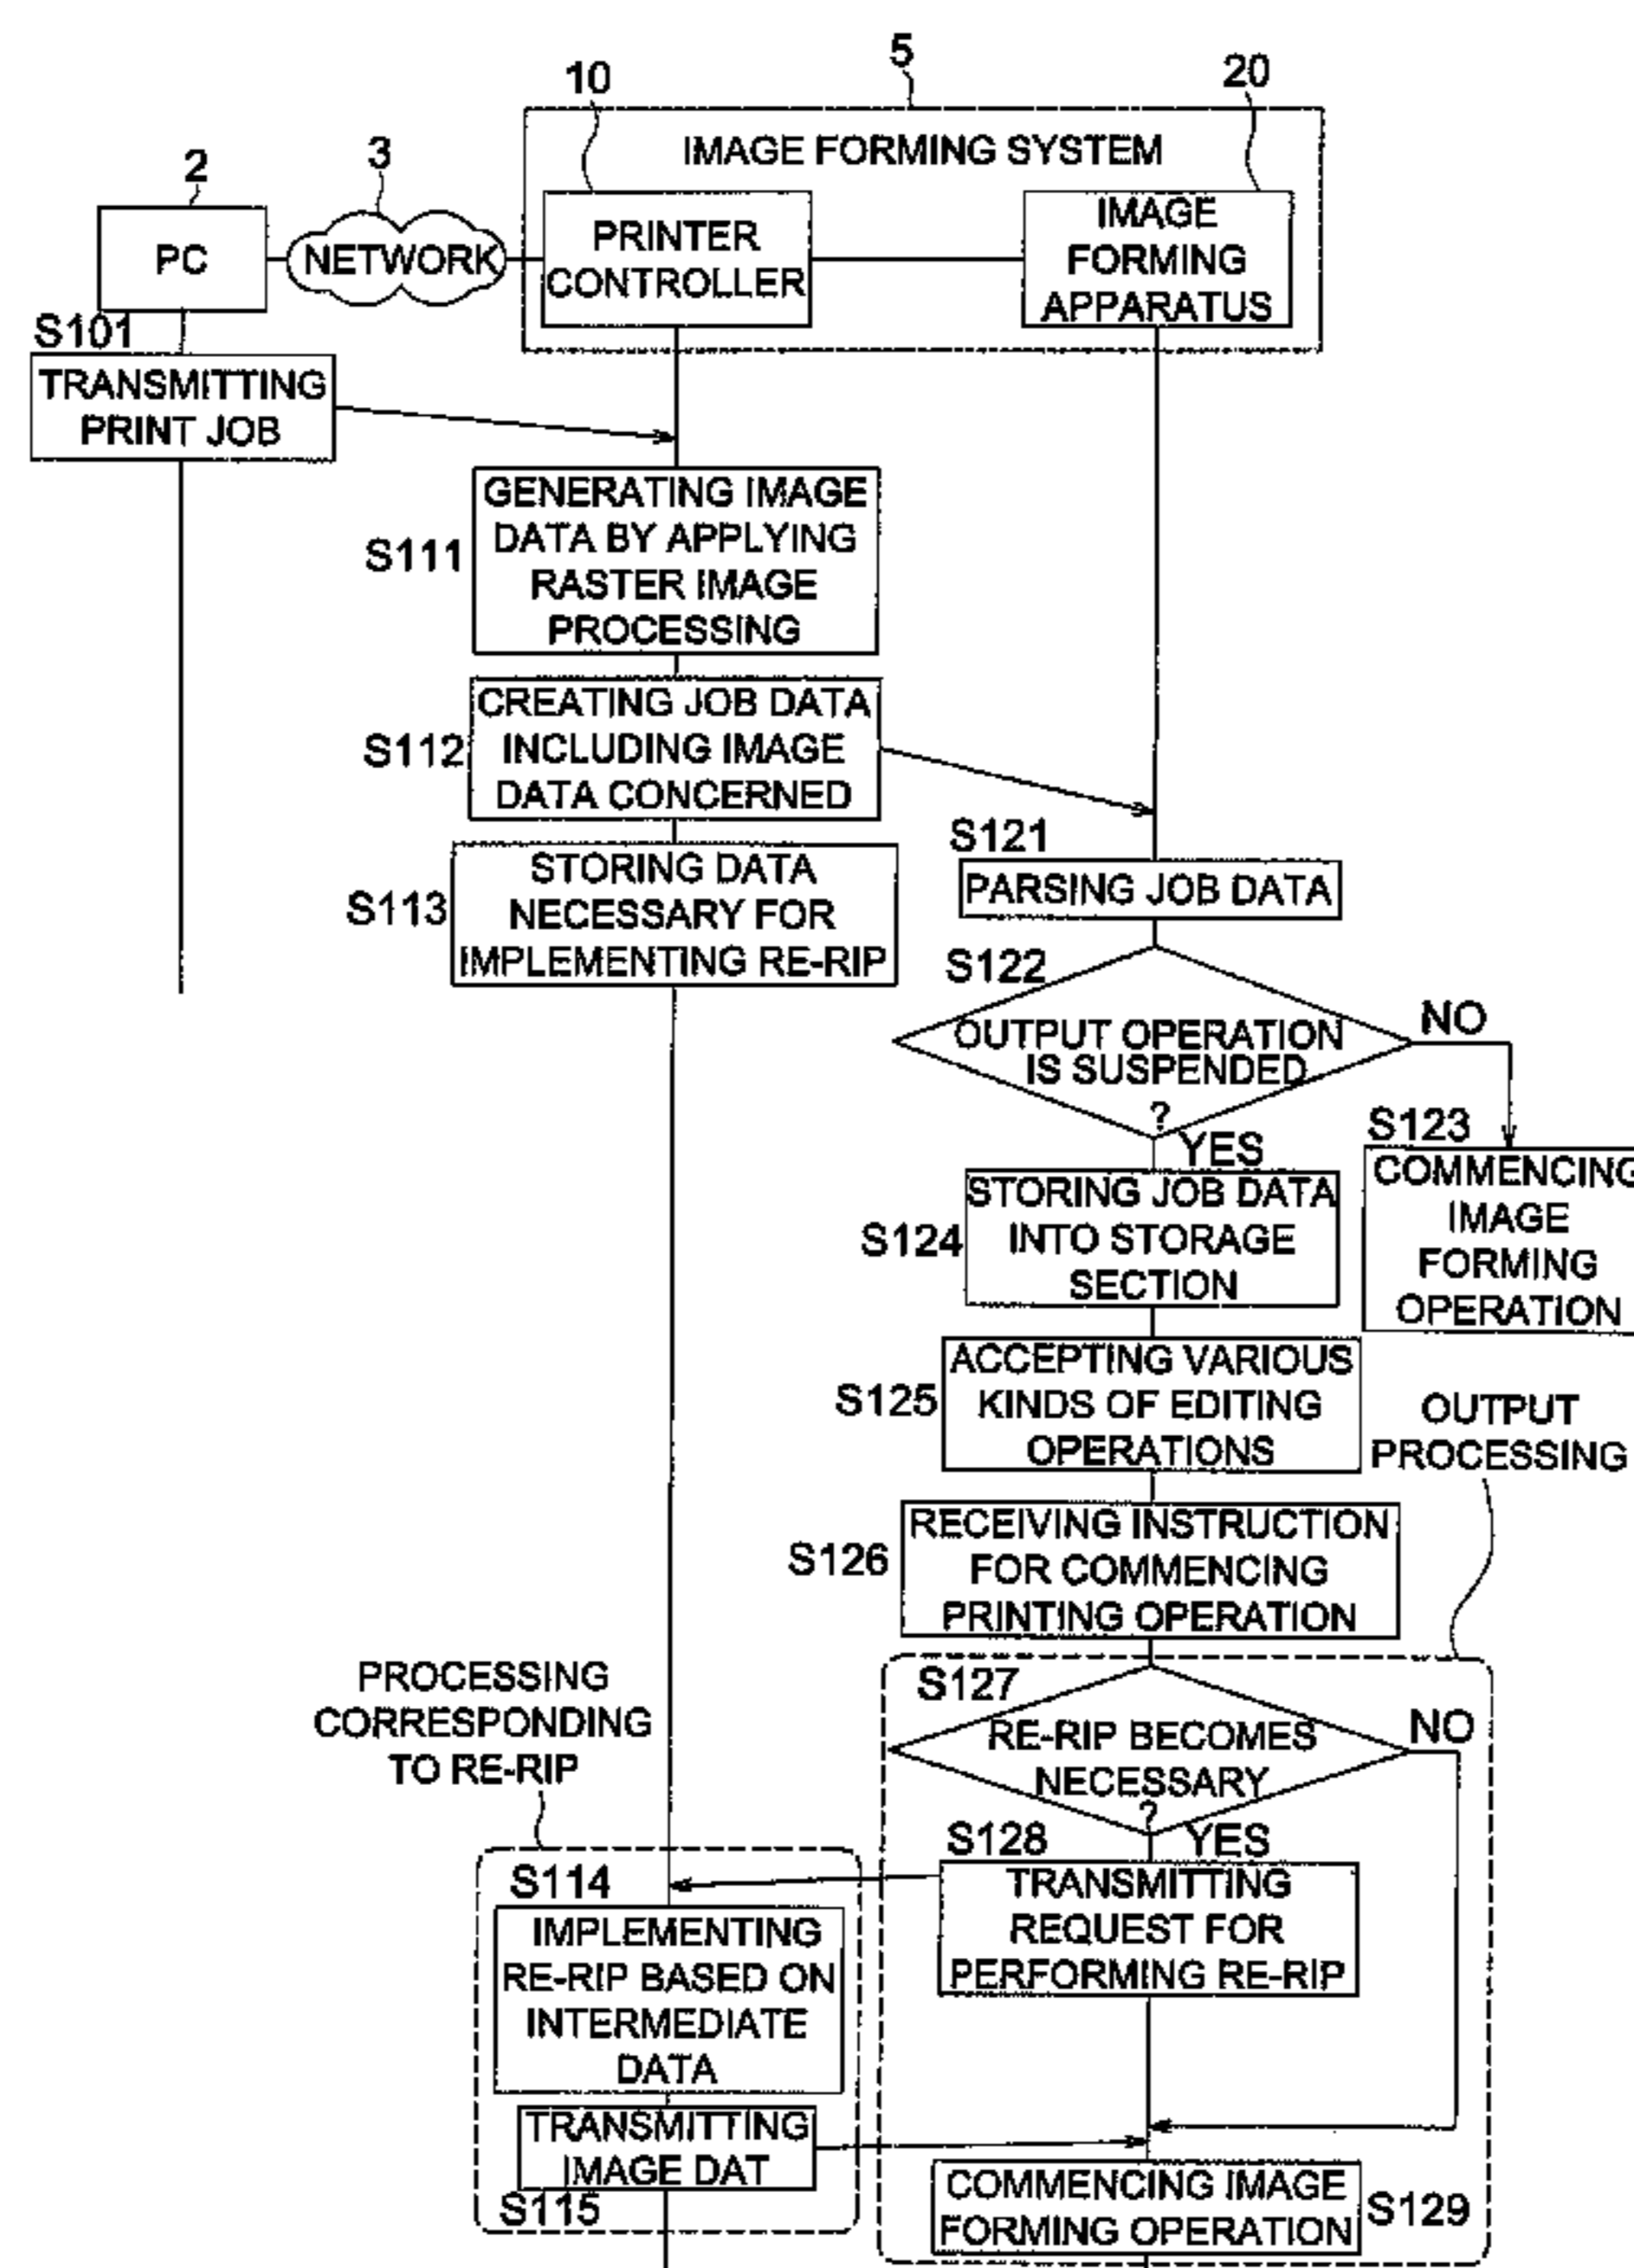 5
10
20
IMAGE FORMING SYSTEM
2
3
PC
NETWORK
PRINTER
CONTROLLER
IMAGE
FORMING
APPARATUS
S101
TRANSMITTING
PRINT JOB
S111
GENERATING IMAGE
DATA BY APPLYING
RASTER IMAGE
PROCESSING
S112
CREATING JOB DATA
INCLUDING IMAGE
DATA CONCERNED
S113
STORING DATA
NECESSARY FOR
IMPLEMENTING RE-RIP
S121
PARSING JOB DATA
S122
OUTPUT OPERATION
IS SUSPENDED
?
NO
YES
S123
COMMENCING
IMAGE
FORMING
OPERATION
S124
STORING JOB DATA
INTO STORAGE
SECTION
S125
ACCEPTING VARIOUS
KINDS OF EDITING
OPERATIONS
OUTPUT
PROCESSING
S126
RECEIVING INSTRUCTION
FOR COMMENCING
PRINTING OPERATION
PROCESSING
CORRESPONDING
TO RE-RIP
S127
RE-RIP BECOMES
NECESSARY
?
NO
YES
S128
TRANSMITTING
REQUEST FOR
PERFORMING RE-RIP
S114
IMPLEMENTING
RE-RIP BASED ON
INTERMEDIATE
DATA
TRANSMITTING
IMAGE DAT
S115
COMMENCING IMAGE
FORMING OPERATION
S129